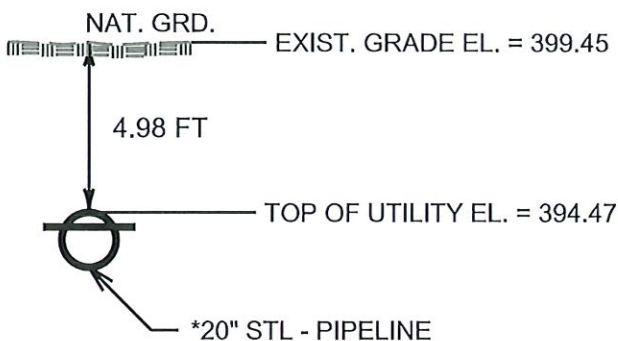 NAT. GRD.
EXIST. GRADE EL. = 399.45
4.98 FT
TOP OF UTILITY EL. = 394.47
*20" STL - PIPELINE